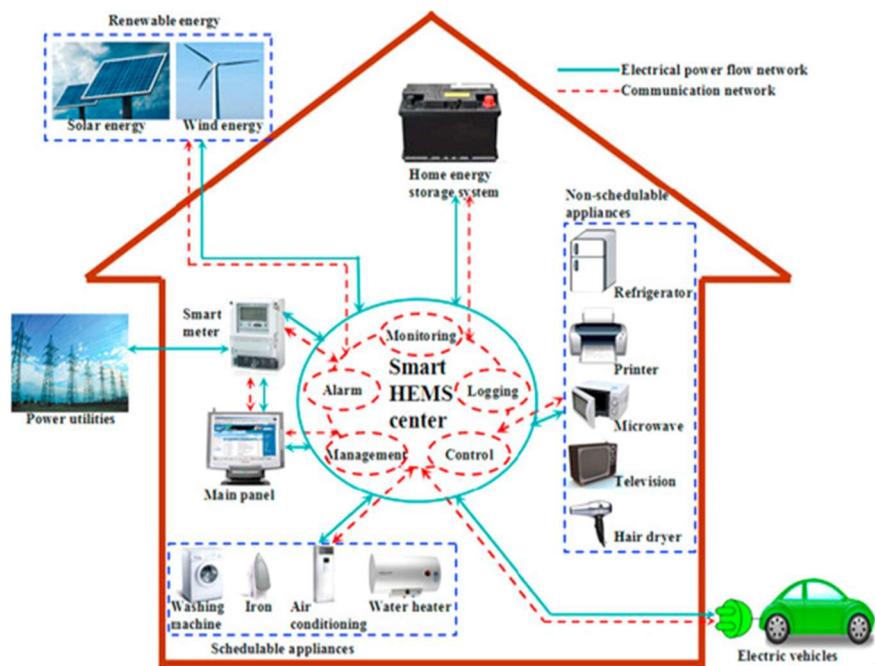 Renewable energy
Solar energy
Wind energy
Electrical power flow network
Communication network
Home energy
storage system
Non-schedulable
appliances
Refrigerator
Printer
Microwave
Television
Hair dryer
Smart
meter
Power utilities
Main panel
Monitoring
Alarm
Smart
HEMS
center
Logging
Management
Control
Washing
machine
Iron
Air
conditioning
Water heater
Schedulable appliances
Electric vehicles